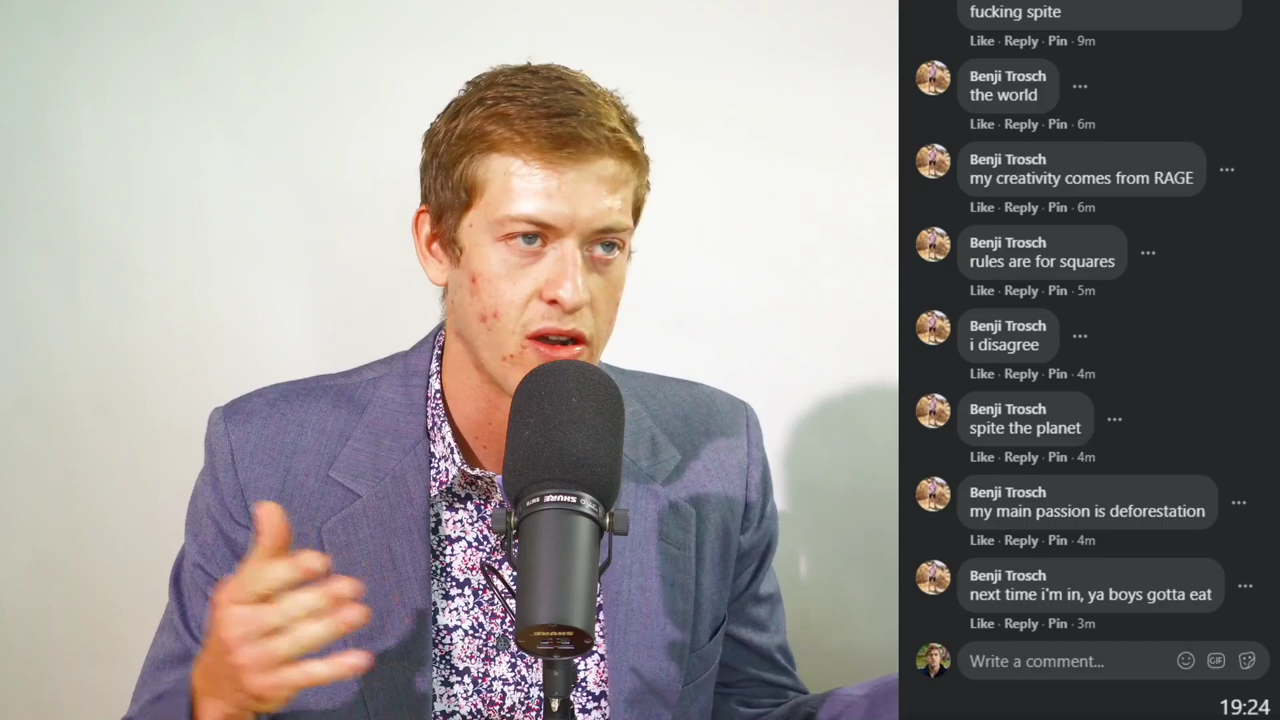 fucking spite
Like · Reply · Pin · 9m
Benji Trosch
the world
Like · Reply · Pin · 6m
Benji Trosch
my creativity comes from RAGE
Like · Reply · Pin · 6m
Benji Trosch
rules are for squares
Like · Reply · Pin · 5m
Benji Trosch
i disagree
Like · Reply · Pin · 4m
Benji Trosch
spite the planet
Like · Reply · Pin · 4m
Benji Trosch
my main passion is deforestation
Like · Reply · Pin · 4m
Benji Trosch
next time i'm in, ya boys gotta eat
Like · Reply · Pin · 3m
Write a comment...
GIF
19:24
SHURE